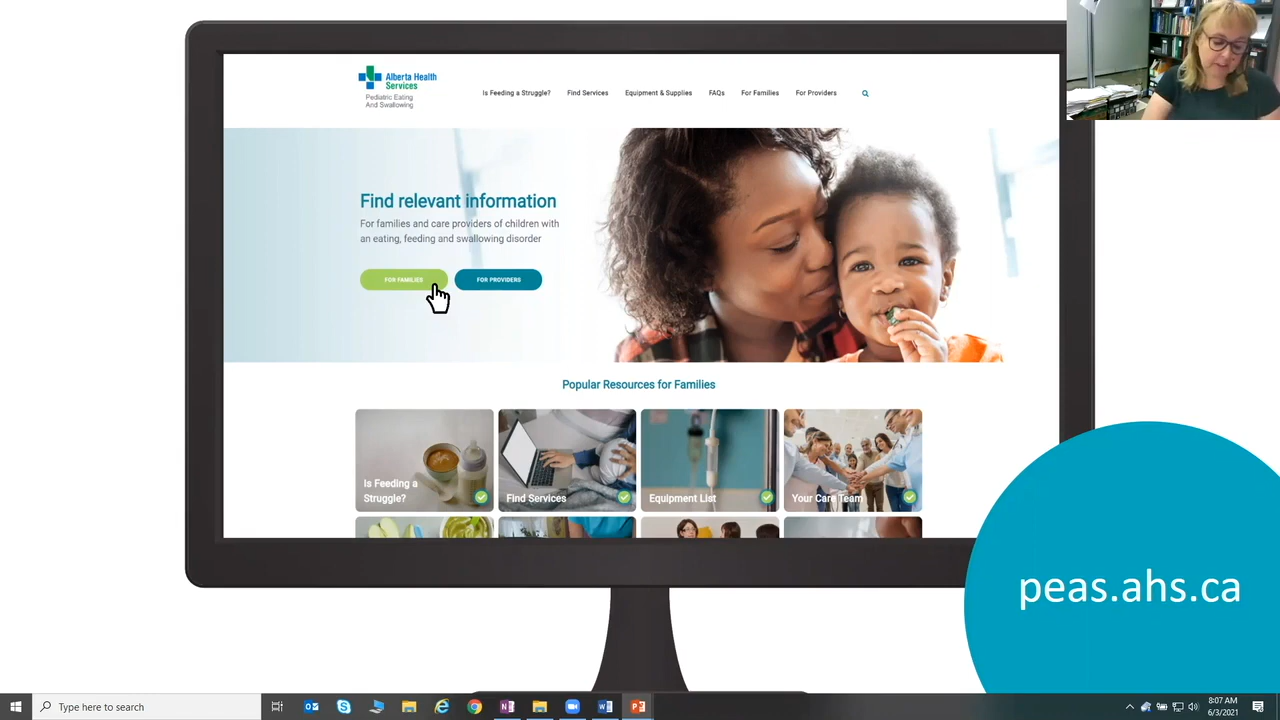 Alberta Health
Services
Pediatric Eating
And Swallowing
Is Feeding a Struggle?
Find Services
Equipment & Supplies
FAQs
For Families
For Providers
Find relevant information
For families and care providers of children with
an eating, feeding and swallowing disorder
FOR FAMILIES
FOR PROVIDERS
Popular Resources for Families
Is Feeding a
Struggle?
Find Services
Equipment List
Your Care Team
peas.ahs.ca
Type here to search
8:07 AM
6/3/2021